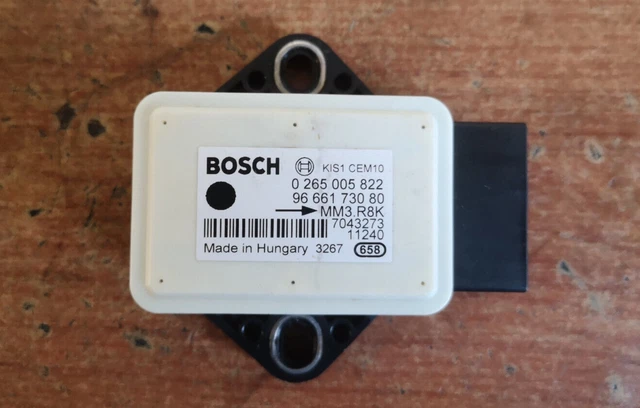 BOSCH KIS1 CEM10
0 265 005 822
96 661 730 80
MM3.R8K
7043273
11240
Made in Hungary 3267 658